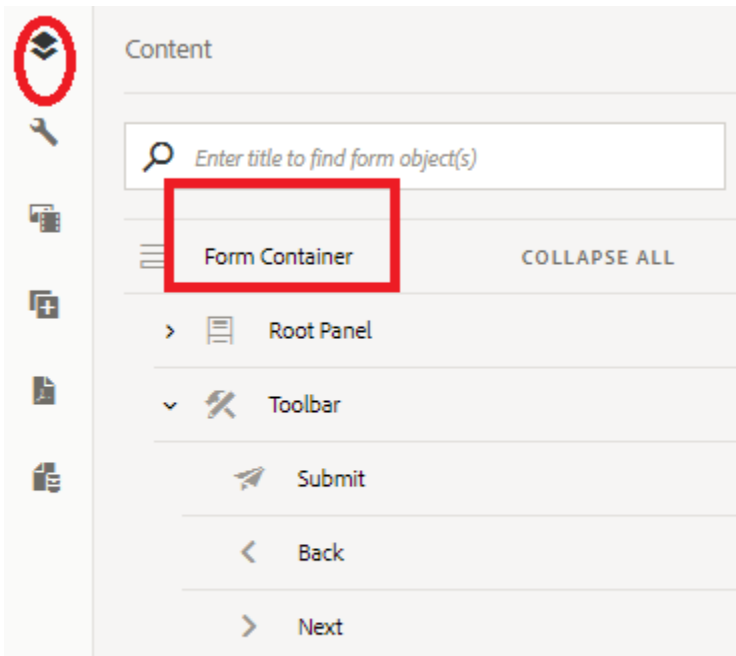 Content
Enter title to find form object(s)
Form Container COLLAPSE ALL
Root Panel
Toolbar
Submit
Back
Next